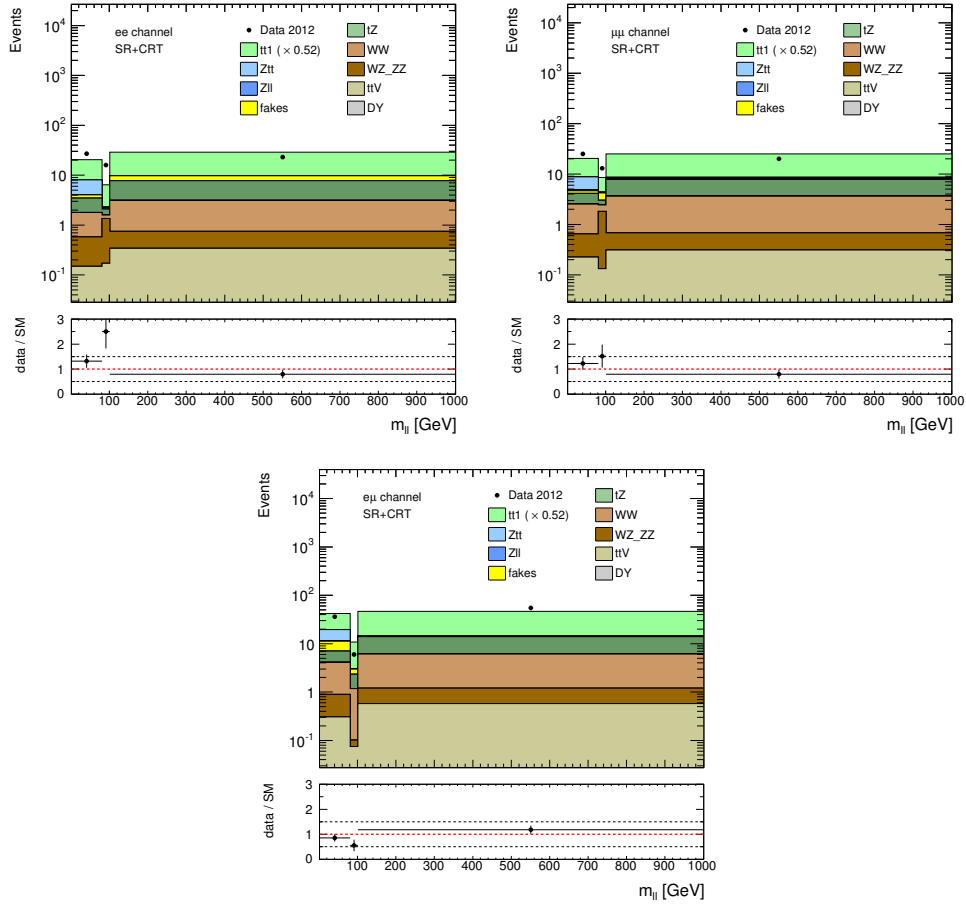 Events
ee channel
SR+CRT
Data 2012
tt1 ( × 0.52)
Ztt
Zll
fakes
tZ
WW
WZ_ZZ
ttV
DY
10⁴
10³
10²
10
1
10⁻¹
data / SM
3
2
1
0
100 200 300 400 500 600 700 800 900 1000
m_ll [GeV]
Events
μμ channel
SR+CRT
Data 2012
tt1 ( × 0.52)
Ztt
Zll
fakes
tZ
WW
WZ_ZZ
ttV
DY
10⁴
10³
10²
10
1
10⁻¹
data / SM
3
2
1
0
100 200 300 400 500 600 700 800 900 1000
m_ll [GeV]
Events
eμ channel
SR+CRT
Data 2012
tt1 ( × 0.52)
Ztt
Zll
fakes
tZ
WW
WZ_ZZ
ttV
DY
10⁴
10³
10²
10
1
10⁻¹
data / SM
3
2
1
0
100 200 300 400 500 600 700 800 900 1000
m_ll [GeV]